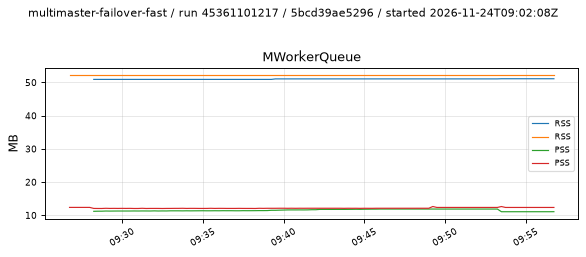 multimaster-failover-fast / run 45361101217 / 5bcd39ae5296 / started 2026-11-24T09:02:08Z
MWorkerQueue
MB
50
40
30
20
10
RSS
RSS
PSS
PSS
09:30
09:35
09:40
09:45
09:50
09:55